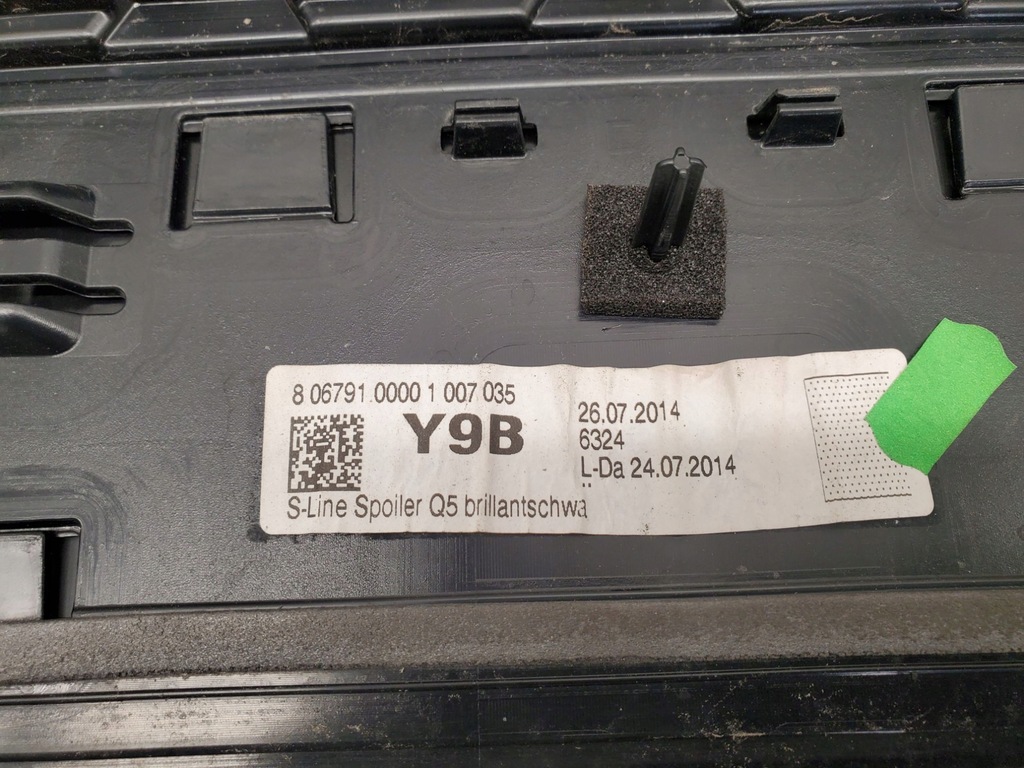 8 06791.0000 1 007 035
Y9B
26.07.2014
6324
L-Da 24.07.2014
S-Line Spoiler Q5 brillantschwa